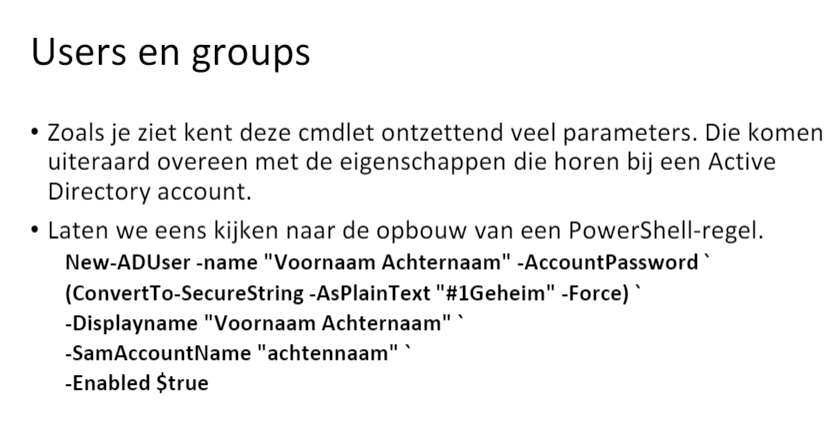 Users en groups
• Zoals je ziet kent deze cmdlet ontzettend veel parameters. Die komen
uiteraard overeen met de eigenschappen die horen bij een Active
Directory account.
• Laten we eens kijken naar de opbouw van een PowerShell-regel.
New-ADUser -name "Voornaam Achternaam" -AccountPassword `
(ConvertTo-SecureString -AsPlainText "#1Geheim" -Force) `
-Displayname "Voornaam Achternaam" `
-SamAccountName "achtennaam" `
-Enabled $true